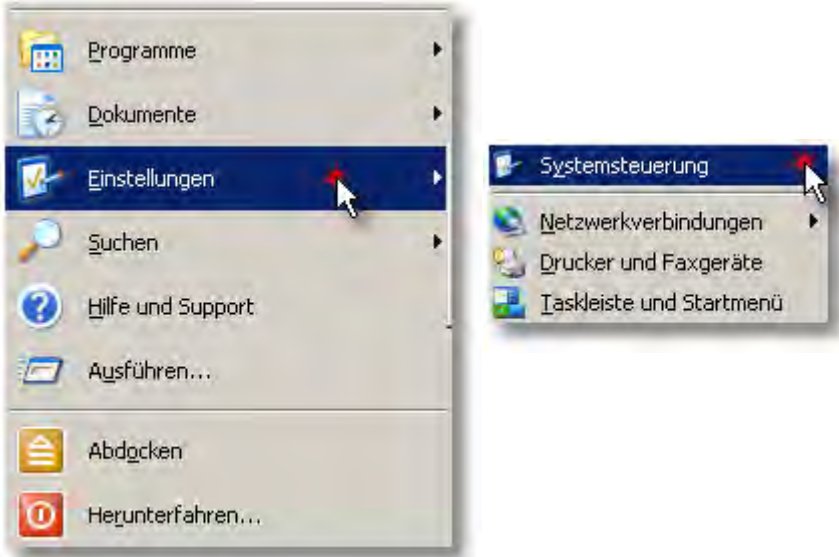 Programme
Dokumente
Einstellungen
Suchen
Hilfe und Support
Ausführen...
Abdocken
Herunterfahren...
Systemsteuerung
Netzwerkverbindungen
Drucker und Faxgeräte
Taskleiste und Startmenü